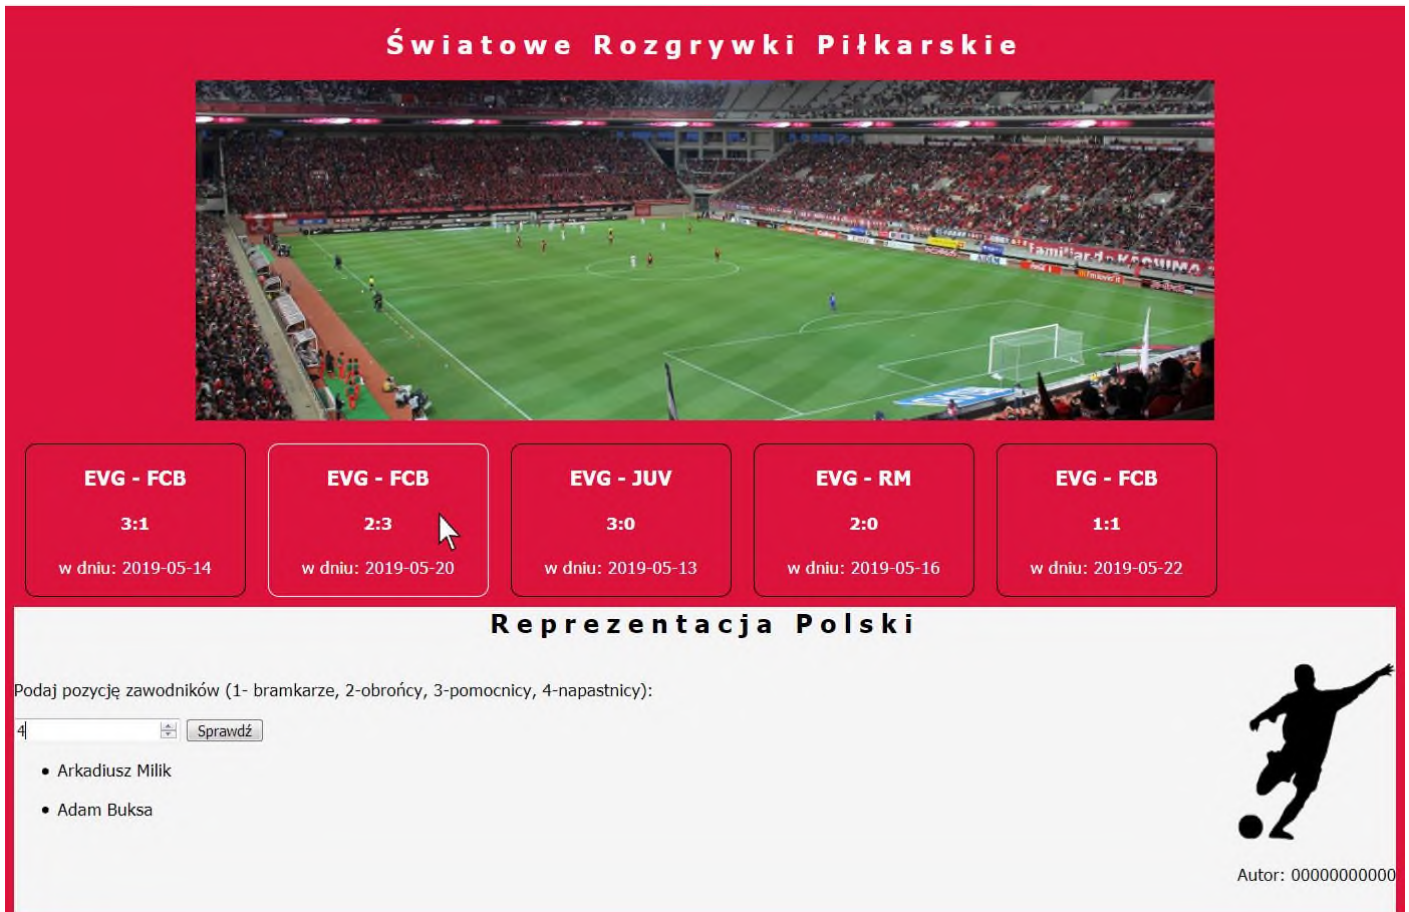 Światowe Rozgrywki Piłkarskie
Familiar de KASHIMA
EVG - FCB
3:1
w dniu: 2019-05-14
EVG - FCB
2:3
w dniu: 2019-05-20
EVG - JUV
3:0
w dniu: 2019-05-13
EVG - RM
2:0
w dniu: 2019-05-16
EVG - FCB
1:1
w dniu: 2019-05-22
Reprezentacja Polski
Podaj pozycję zawodników (1- bramkarze, 2-obrońcy, 3-pomocnicy, 4-napastnicy):
4 Sprawdź
Arkadiusz Milik
Adam Buksa
Autor: 00000000000